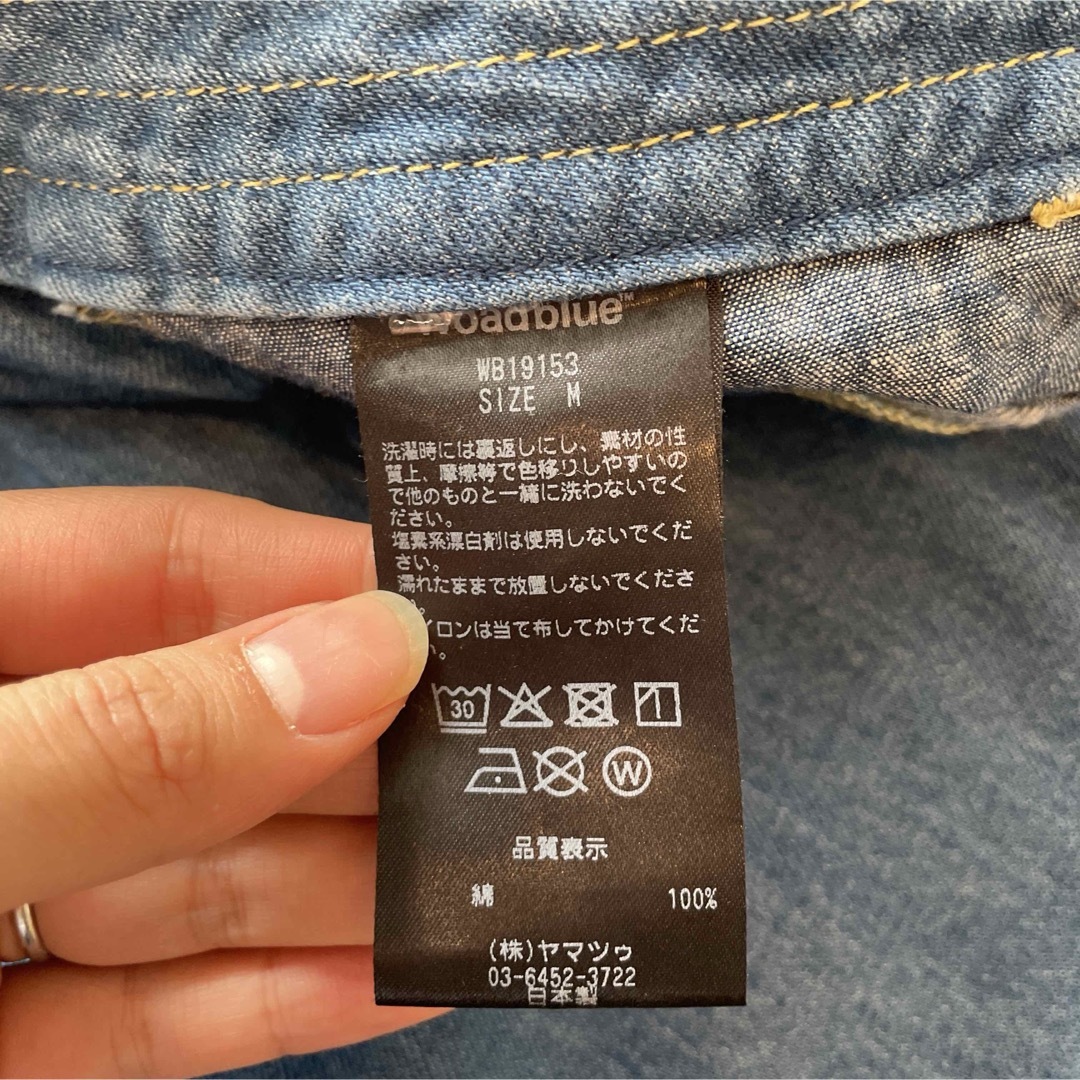 roadblue™
WB19153
SIZE M
洗濯時には裏返しにし、素材の性
質上、摩擦等で色移りしやすいの
で他のものと一緒に洗わないでく
ださい。
塩素系漂白剤は使用しないでくだ
さい。
濡れたままで放置しないでくださ
。
イロンは当て布してかけてくだ
い。
30
W
品質表示
綿 100%
(株)ヤマツゥ
03-6452-3722
日本製